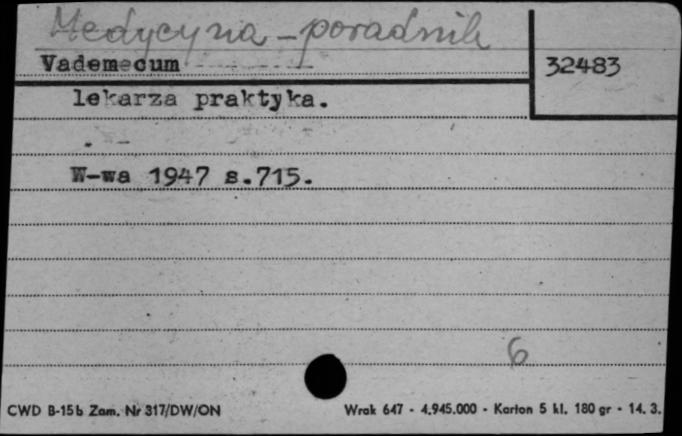 Medycyna - poradnik
Vademecum
32483
lekarza praktyka.
W-wa 1947 s.715.
6
CWD B-15b Zam. Nr 317/DW/ON
Wrak 647 - 4.945.000 - Karton 5 kl. 180 gr - 14. 3.